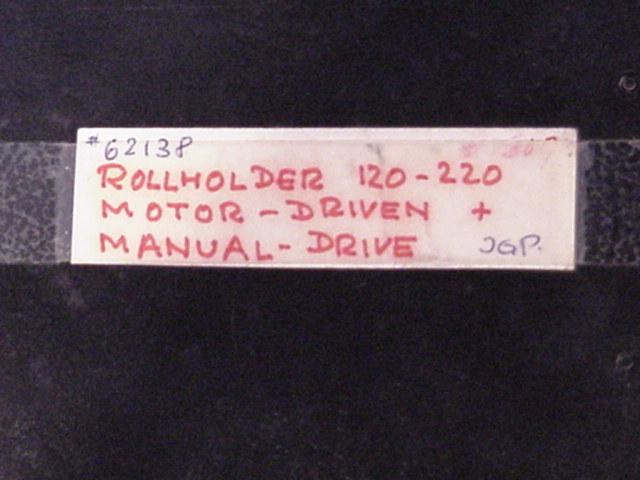 #62138
ROLLHOLDER 120-220
MOTOR-DRIVEN +
MANUAL-DRIVE JGP.